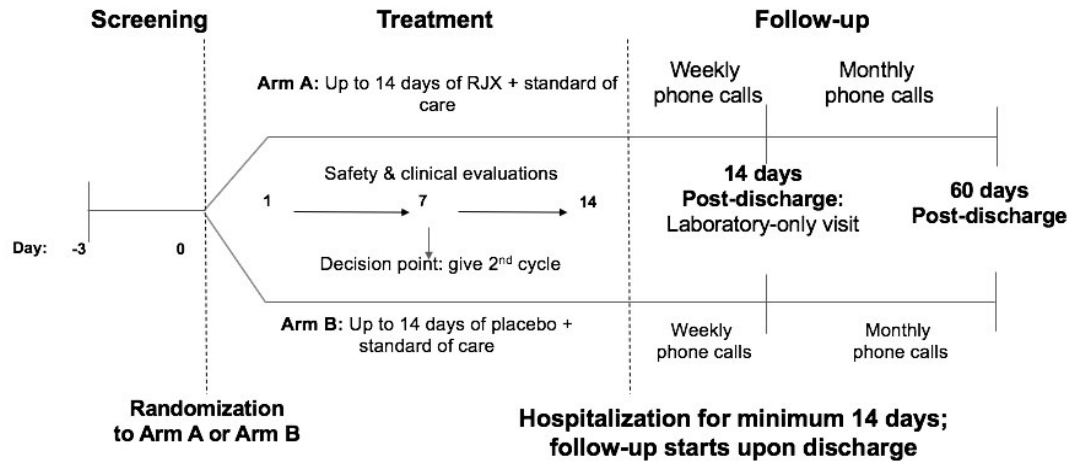 Screening
Treatment
Follow-up
Arm A: Up to 14 days of RJX + standard of
care
Weekly
phone calls
Monthly
phone calls
Safety & clinical evaluations
1
7
14
Decision point: give 2nd cycle
Day:
-3
0
14 days
Post-discharge:
Laboratory-only visit
60 days
Post-discharge
Arm B: Up to 14 days of placebo +
standard of care
Weekly
phone calls
Monthly
phone calls
Randomization
to Arm A or Arm B
Hospitalization for minimum 14 days;
follow-up starts upon discharge